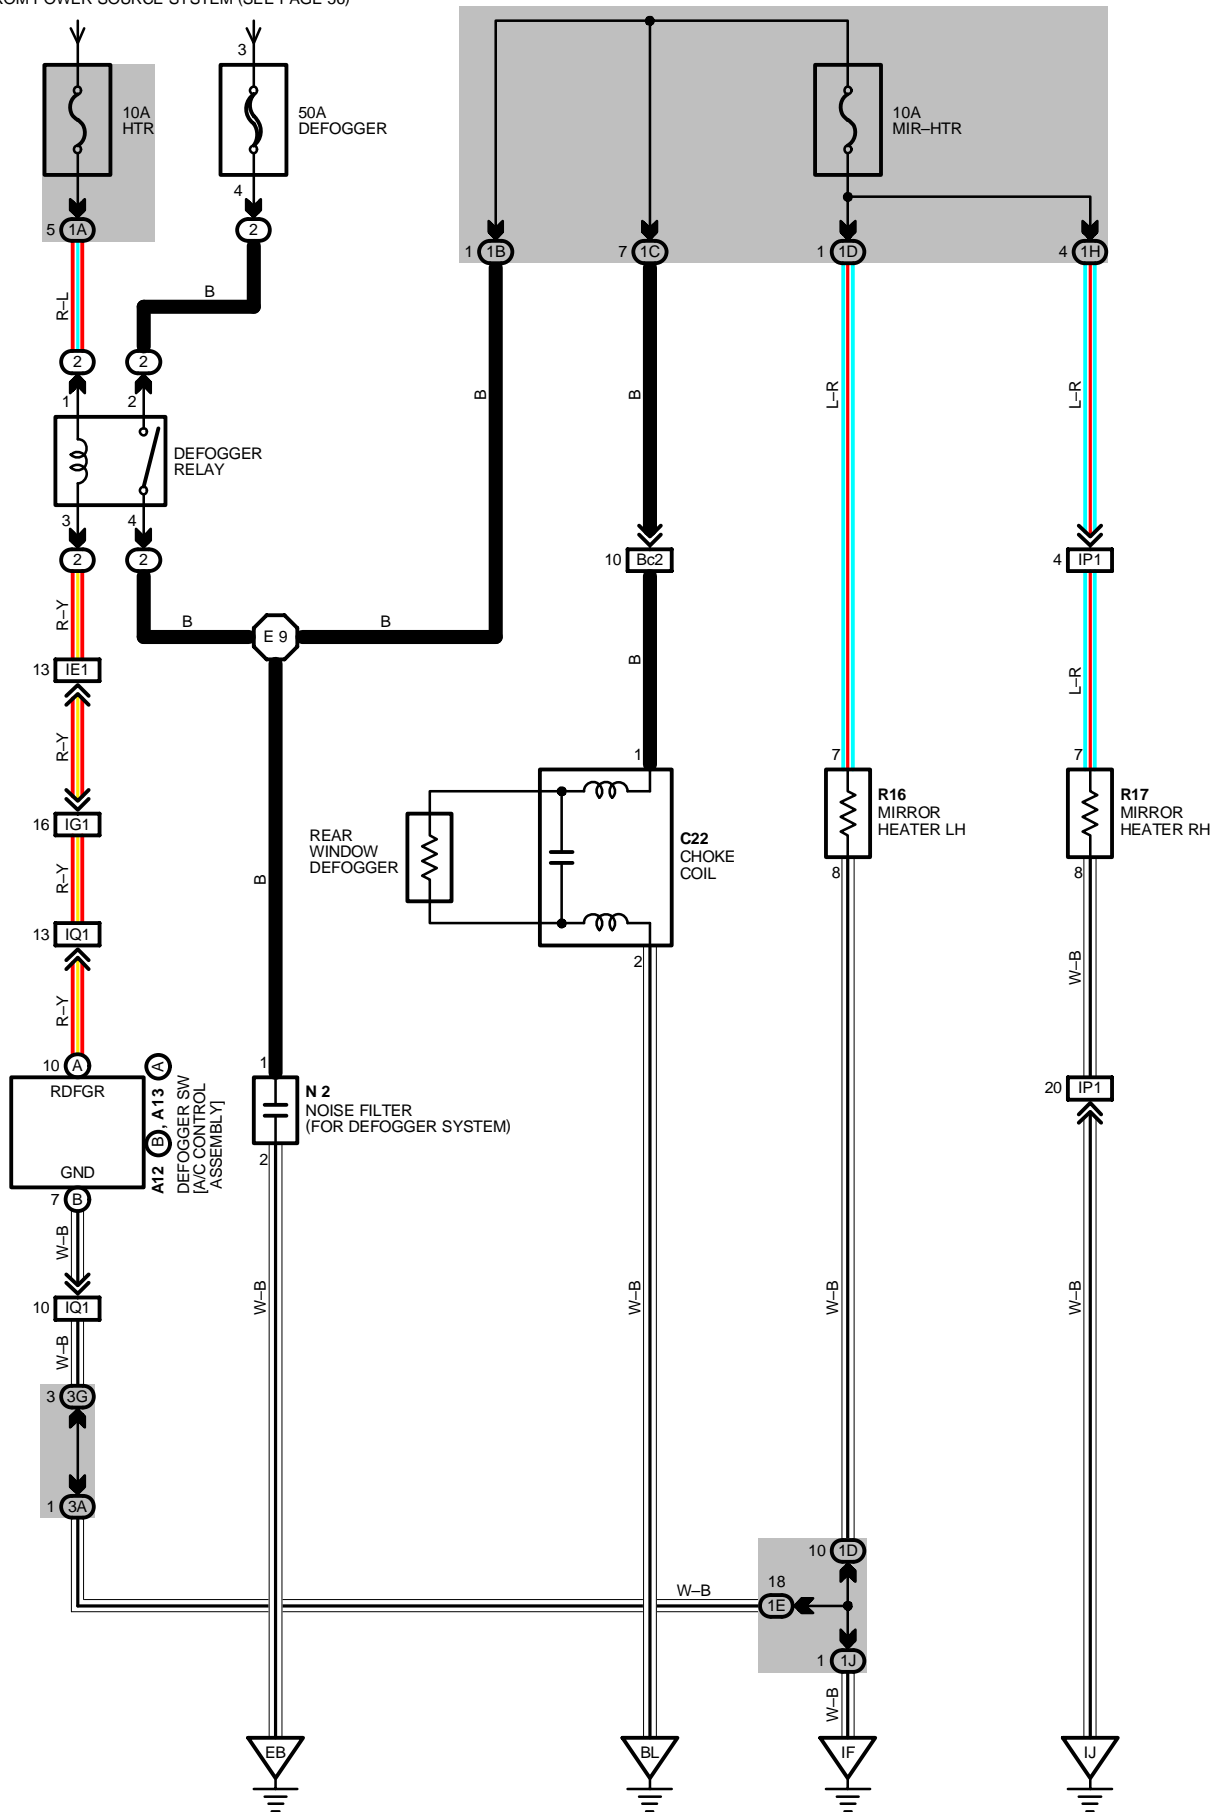 ROM POWER SOURCE SYSTEM (SEE PAGE 56)
3
10A
HTR
50A
DEFOGGER
10A
MIR–HTR
4
5 1A
2
1 1B
7 1C
1 1D
4 1H
R–L
B
2
2
1
2
B
B
L–R
L–R
DEFOGGER
RELAY
3
4
2
2
10 Bc2
4 IP1
R–Y
B
E 9
B
B
13 IE1
L–R
R–Y
1
7
7
16 IG1
REAR
WINDOW
DEFOGGER
C22
CHOKE
COIL
R16
MIRROR
HEATER LH
R17
MIRROR
HEATER RH
R–Y
B
8
8
13 IQ1
2
W–B
R–Y
10 A
1
RDFGR
GND
A12 B , A13 A
DEFOGGER SW
[A/C CONTROL
ASSEMBLY]
N 2
NOISE FILTER
(FOR DEFOGGER SYSTEM)
20 IP1
2
7 B
W–B
10 IQ1
W–B
W–B
W–B
W–B
W–B
3 3G
1 3A
10 1D
W–B
18
1E
1 1J
W–B
EB
BL
IF
IJ